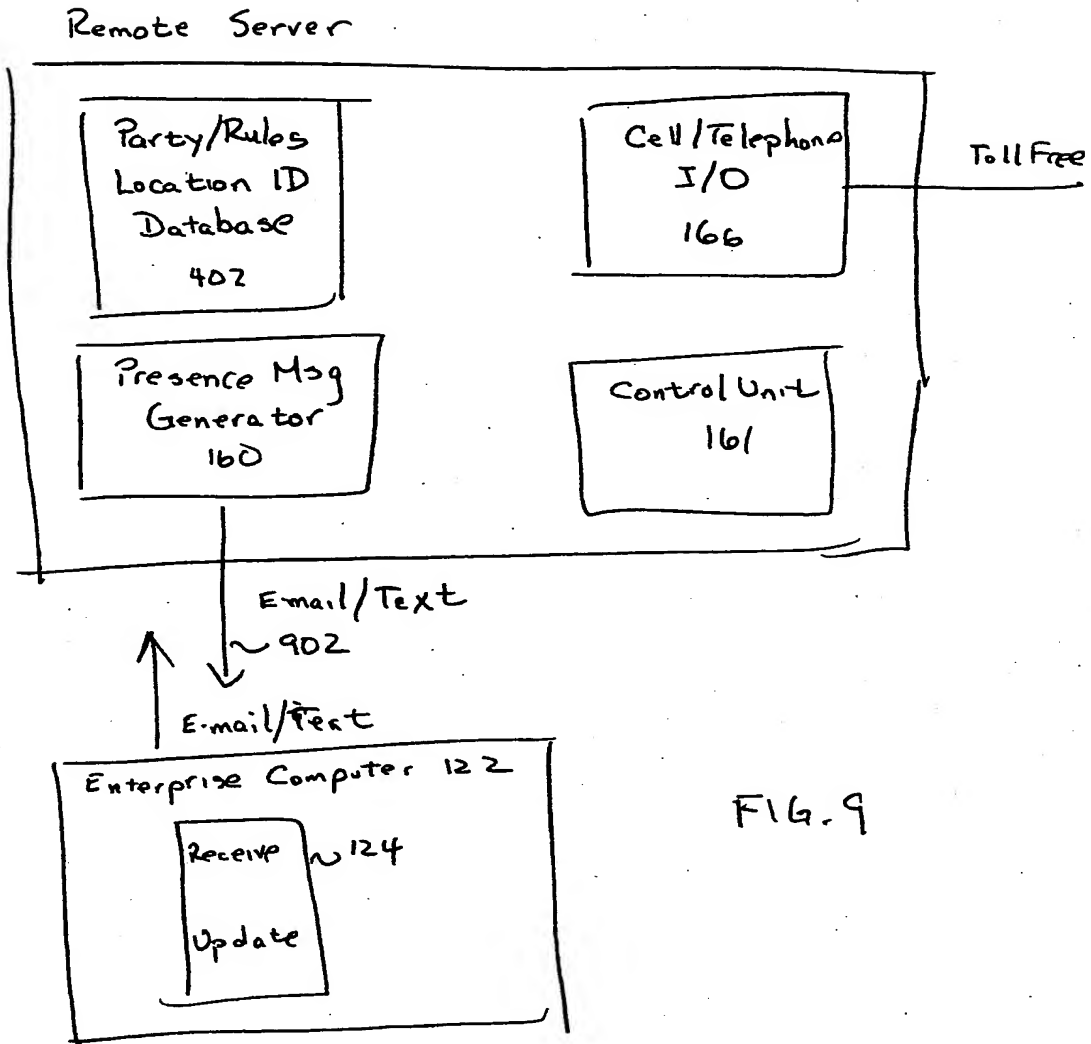 Remote Server
Party/Rules
Location ID
Database
402
Cell/Telephone
I/O
166
Toll Free
Presence Msg
Generator
160
Control Unit
161
Email/Text
902
E-mail/Text
Enterprise Computer 122
Receive
124
Update
FIG. 9